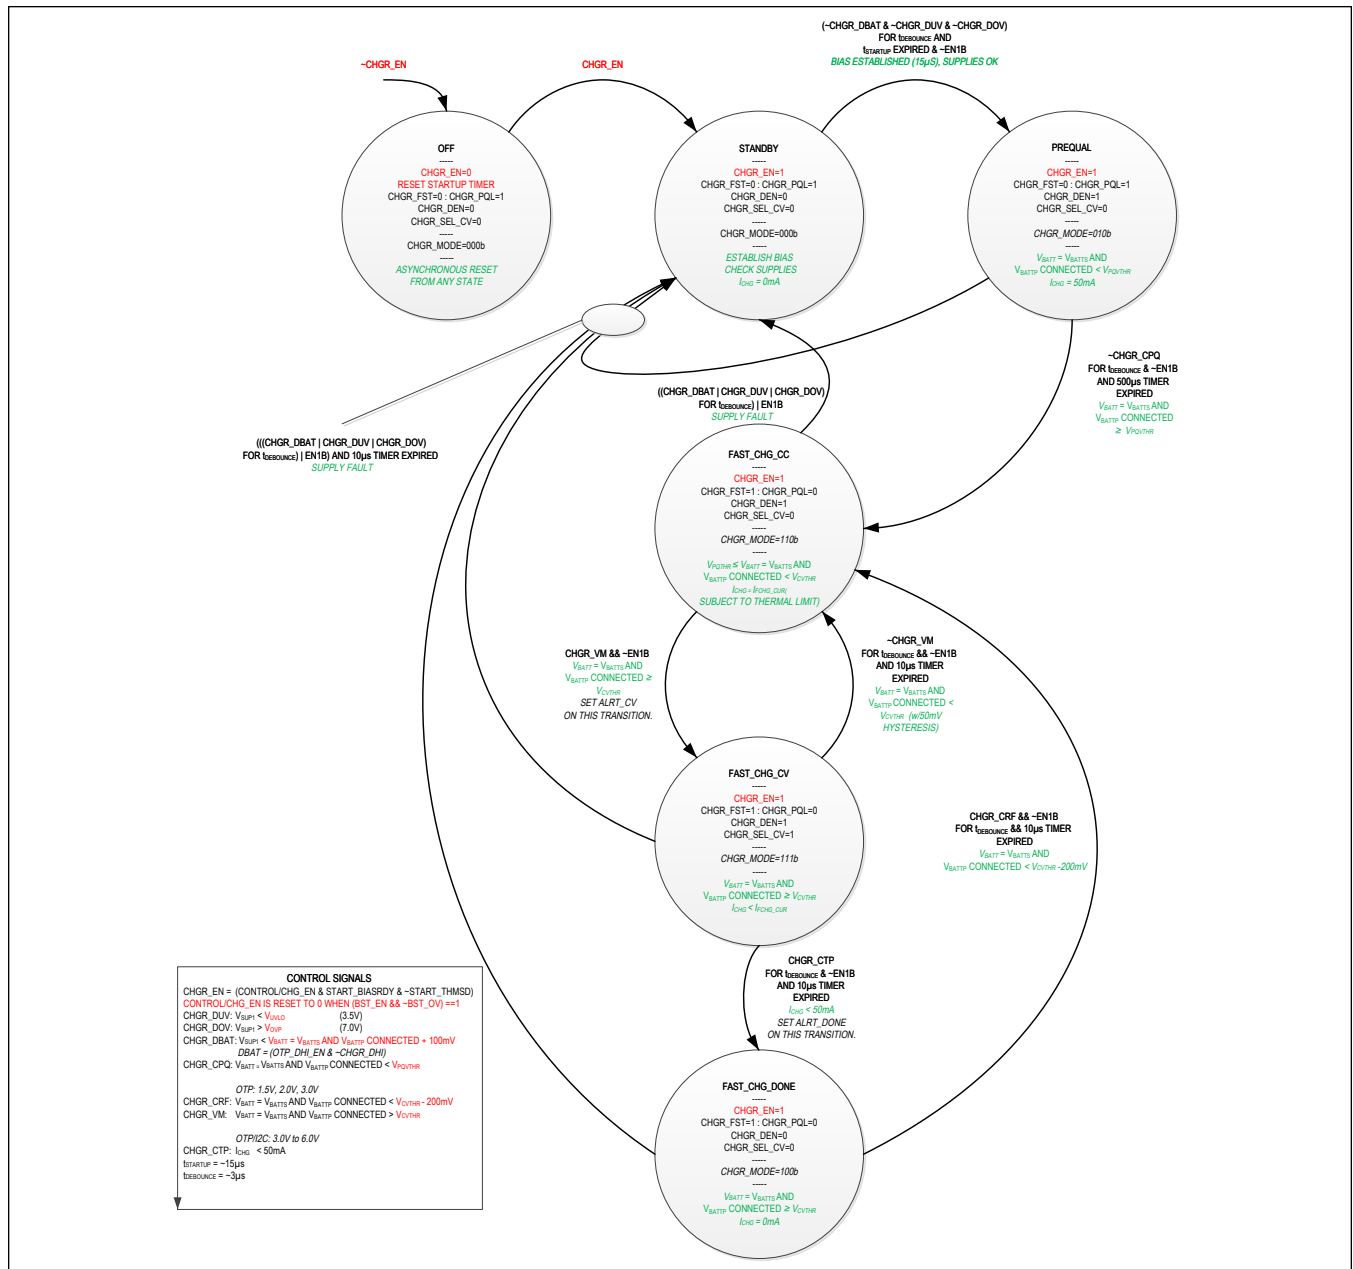 (~CHGR_DBAT & ~CHGR_DUV & ~CHGR_DOV)
FOR tDEBOUNCE AND
tSTARTUP EXPIRED & ~EN1B
BIAS ESTABLISHED (15µS), SUPPLIES OK
~CHGR_EN
CHGR_EN
OFF
-----
CHGR_EN=0
RESET STARTUP TIMER
CHGR_FST=0 : CHGR_PQL=1
CHGR_DEN=0
CHGR_SEL_CV=0
-----
CHGR_MODE=000b
-----
ASYNCHRONOUS RESET
FROM ANY STATE
STANDBY
-----
CHGR_EN=1
CHGR_FST=0 : CHGR_PQL=1
CHGR_DEN=0
CHGR_SEL_CV=0
-----
CHGR_MODE=000b
-----
ESTABLISH BIAS
CHECK SUPPLIES
ICHG = 0mA
PREQUAL
-----
CHGR_EN=1
CHGR_FST=0 : CHGR_PQL=1
CHGR_DEN=1
CHGR_SEL_CV=0
-----
CHGR_MODE=010b
-----
VBATT = VBATTS AND
VBATTP CONNECTED < VPQVTHR
ICHG = 50mA
~CHGR_CPQ
FOR tDEBOUNCE & ~EN1B
AND 500µs TIMER
EXPIRED
VBATT = VBATTS AND
VBATTP CONNECTED
≥ VPQVTHR
((CHGR_DBAT | CHGR_DUV | CHGR_DOV)
FOR tDEBOUNCE) | EN1B
SUPPLY FAULT
(((CHGR_DBAT | CHGR_DUV | CHGR_DOV)
FOR tDEBOUNCE) | EN1B) AND 10µs TIMER EXPIRED
SUPPLY FAULT
FAST_CHG_CC
-----
CHGR_EN=1
CHGR_FST=1 : CHGR_PQL=0
CHGR_DEN=1
CHGR_SEL_CV=0
-----
CHGR_MODE=110b
-----
VPQTHR ≤ VBATT = VBATTS AND
VBATTP CONNECTED < VCVTHR
ICHG = IFCHG_CUR(
SUBJECT TO THERMAL LIMIT)
CHGR_VM && ~EN1B
VBATT = VBATTS AND
VBATTP CONNECTED ≥
VCVTHR
SET ALRT_CV
ON THIS TRANSITION.
~CHGR_VM
FOR tDEBOUNCE && ~EN1B
AND 10µs TIMER
EXPIRED
VBATT = VBATTS AND
VBATTP CONNECTED <
VCVTHR (w/50mV
HYSTERESIS)
FAST_CHG_CV
-----
CHGR_EN=1
CHGR_FST=1 : CHGR_PQL=0
CHGR_DEN=1
CHGR_SEL_CV=1
-----
CHGR_MODE=111b
-----
VBATT = VBATTS AND
VBATTP CONNECTED ≥ VCVTHR
ICHG < IFCHG_CUR
CHGR_CRF && ~EN1B
FOR tDEBOUNCE && 10µs TIMER
EXPIRED
VBATT = VBATTS AND
VBATTP CONNECTED < VCVTHR -200mV
CHGR_CTP
FOR tDEBOUNCE & ~EN1B
AND 10µs TIMER
EXPIRED
ICHG < 50mA
SET ALRT_DONE
ON THIS TRANSITION.
FAST_CHG_DONE
-----
CHGR_EN=1
CHGR_FST=1 : CHGR_PQL=0
CHGR_DEN=0
CHGR_SEL_CV=0
-----
CHGR_MODE=100b
-----
VBATT = VBATTS AND
VBATTP CONNECTED ≥ VCVTHR
ICHG = 0mA
CONTROL SIGNALS
CHGR_EN = (CONTROL/CHG_EN & START_BIASRDY & ~START_THMSD)
CONTROL/CHG_EN IS RESET TO 0 WHEN (BST_EN && ~BST_OV) ==1
CHGR_DUV: VSUP1 < VUVLO (3.5V)
CHGR_DOV: VSUP1 > VOVP (7.0V)
CHGR_DBAT: VSUP1 < VBATT = VBATTS AND VBATTP CONNECTED + 100mV
DBAT = (OTP_DHI_EN & ~CHGR_DHI)
CHGR_CPQ: VBATT = VBATTS AND VBATTP CONNECTED < VPQVTHR
OTP: 1.5V, 2.0V, 3.0V
CHGR_CRF: VBATT = VBATTS AND VBATTP CONNECTED < VCVTHR - 200mV
CHGR_VM: VBATT = VBATTS AND VBATTP CONNECTED > VCVTHR
OTP/I2C: 3.0V to 6.0V
CHGR_CTP: ICHG < 50mA
tSTARTUP = ~15µs
tDEBOUNCE = ~3µs